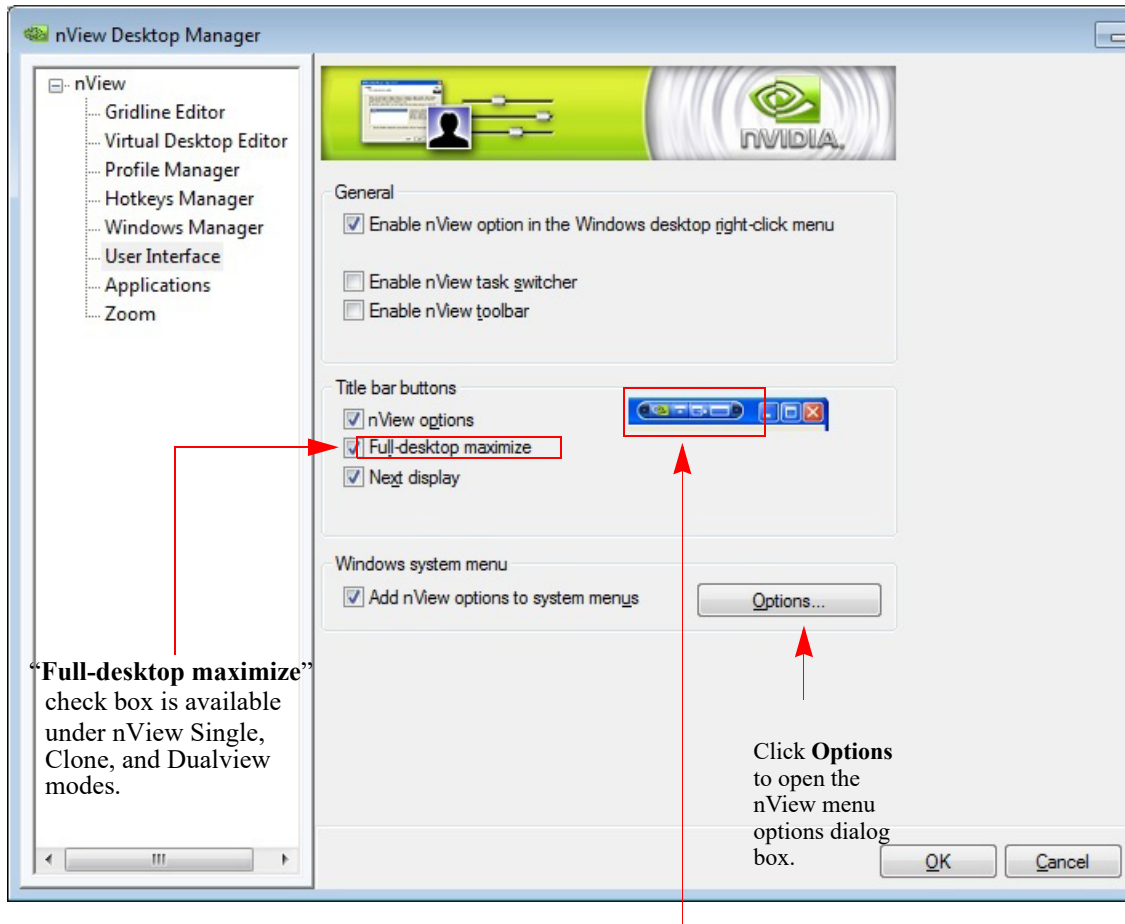 nView Desktop Manager
nView
Gridline Editor
Virtual Desktop Editor
Profile Manager
Hotkeys Manager
Windows Manager
User Interface
Applications
Zoom
NVIDIA.
General
Enable nView option in the Windows desktop right-click menu
Enable nView task switcher
Enable nView toolbar
Title bar buttons
nView options
Full-desktop maximize
Next display
Windows system menu
Add nView options to system menus
Options...
“Full-desktop maximize”
check box is available
under nView Single,
Clone, and Dualview
modes.
Click Options
to open the
nView menu
options dialog
box.
OK
Cancel